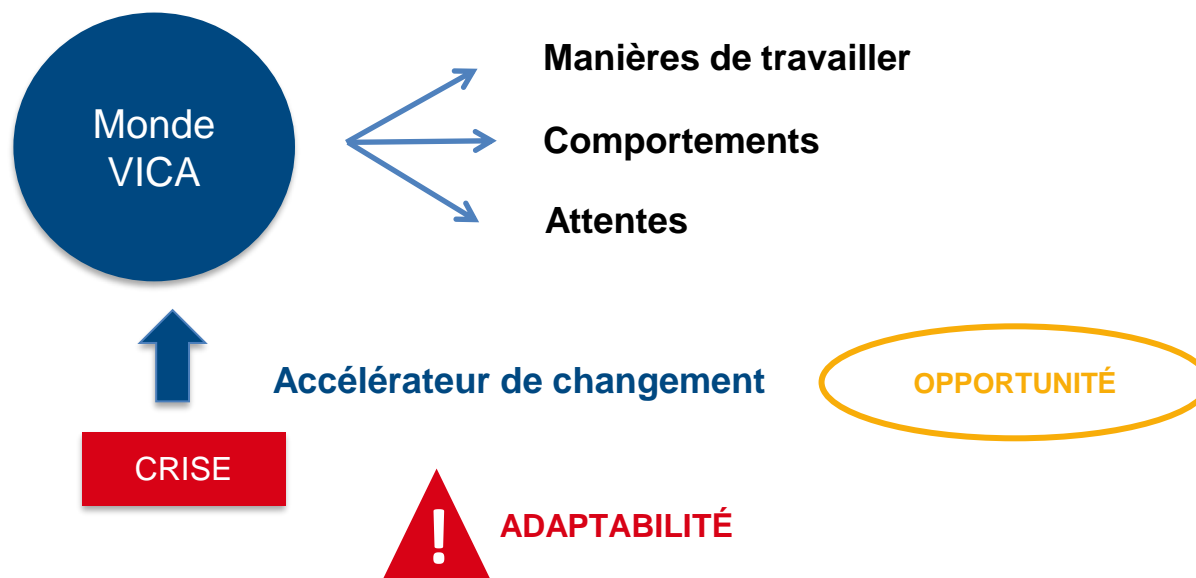 Monde
VICA
Manières de travailler
Comportements
Attentes
Accélérateur de changement
OPPORTUNITÉ
CRISE
!
ADAPTABILITÉ